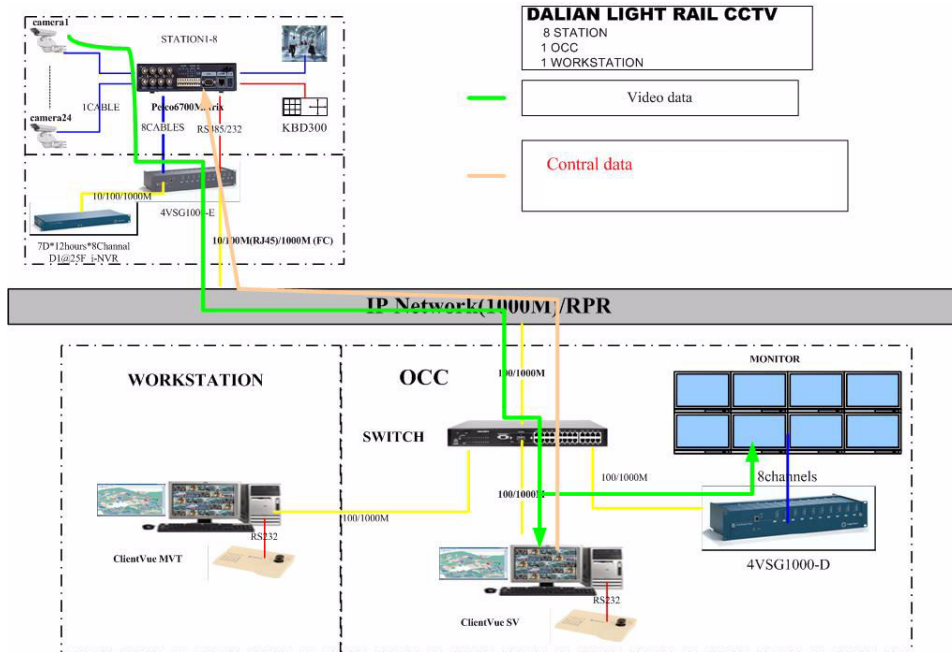 DALIAN LIGHT RAIL CCTV
8 STATION
1 OCC
1 WORKSTATION
Video data
Contral data
camera1
STATION1-8
1CABLE
Pelco6700Matrix
camera24
8CABLES
RS485/232
KBD300
10/100/1000M
4VSG1000-E
7D*12hours*8Channal
D1@25F i-NVR
10/100M(RJ45)/1000M (FC)
IP Network(1000M)/RPR
WORKSTATION
OCC
100/1000M
MONITOR
SWITCH
100/1000M
100/1000M
8channels
100/1000M
RS232
ClientVue MVT
4VSG1000-D
RS232
ClientVue SV